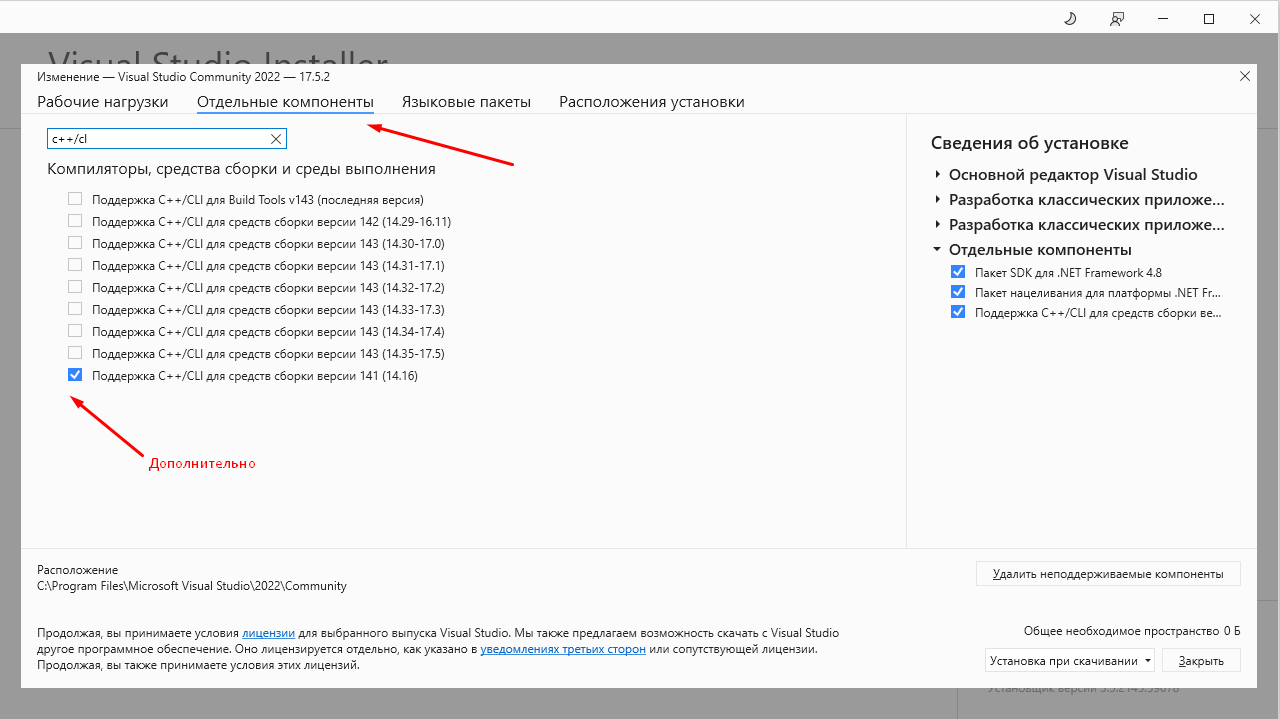 Visual Studio Installer
Изменение — Visual Studio Community 2022 — 17.5.2
Рабочие нагрузки Отдельные компоненты Языковые пакеты Расположения установки
c++/cl
Компиляторы, средства сборки и среды выполнения
Поддержка C++/CLI для Build Tools v143 (последняя версия)
Поддержка C++/CLI для средств сборки версии 142 (14.29-16.11)
Поддержка C++/CLI для средств сборки версии 143 (14.30-17.0)
Поддержка C++/CLI для средств сборки версии 143 (14.31-17.1)
Поддержка C++/CLI для средств сборки версии 143 (14.32-17.2)
Поддержка C++/CLI для средств сборки версии 143 (14.33-17.3)
Поддержка C++/CLI для средств сборки версии 143 (14.34-17.4)
Поддержка C++/CLI для средств сборки версии 143 (14.35-17.5)
Поддержка C++/CLI для средств сборки версии 141 (14.16)
Дополнительно
Сведения об установке
Основной редактор Visual Studio
Разработка классических приложе...
Разработка классических приложе...
Отдельные компоненты
Пакет SDK для .NET Framework 4.8
Пакет нацеливания для платформы .NET Fr...
Поддержка C++/CLI для средств сборки ве...
Расположение
C:\Program Files\Microsoft Visual Studio\2022\Community
Удалить неподдерживаемые компоненты
Продолжая, вы принимаете условия лицензии для выбранного выпуска Visual Studio. Мы также предлагаем возможность скачать с Visual Studio
другое программное обеспечение. Оно лицензируется отдельно, как указано в уведомлениях третьих сторон или сопутствующей лицензии.
Продолжая, вы также принимаете условия этих лицензий.
Общее необходимое пространство 0 Б
Установка при скачивании Закрыть
Установщик версии